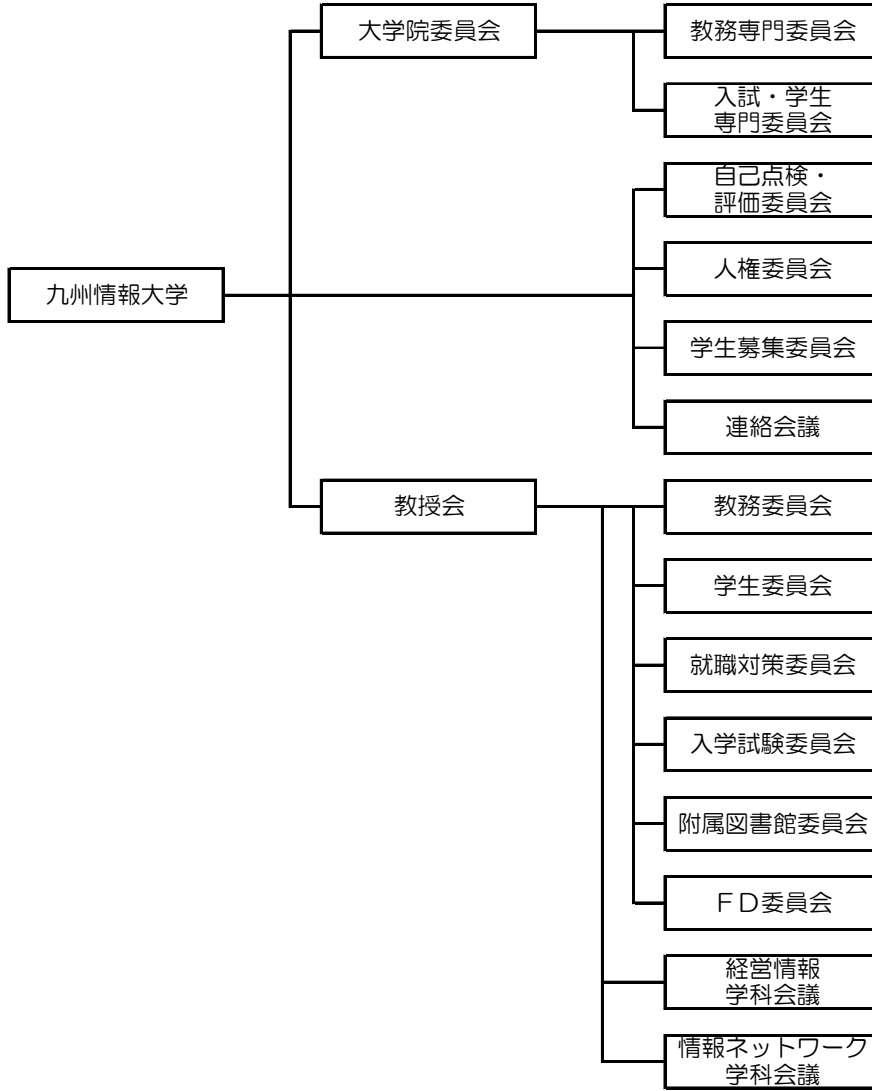 大学院委員会
教務専門委員会
入試・学生
専門委員会
自己点検・
評価委員会
人権委員会
九州情報大学
学生募集委員会
連絡会議
教授会
教務委員会
学生委員会
就職対策委員会
入学試験委員会
附属図書館委員会
ＦＤ委員会
経営情報
学科会議
情報ネットワーク
学科会議